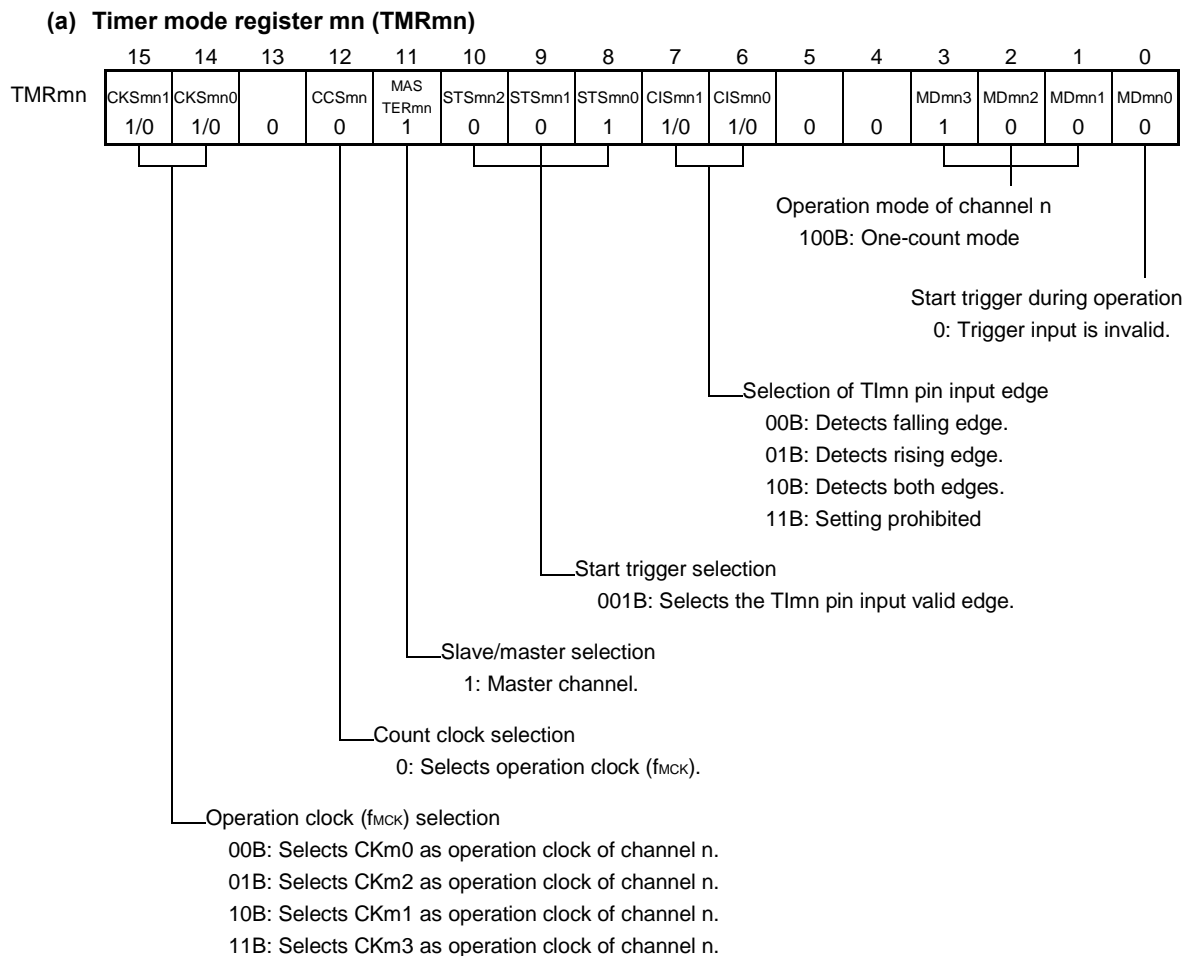 (a) Timer mode register mn (TMRmn)
15 14 13 12 11 10 9 8 7 6 5 4 3 2 1 0
TMRmn CKSmn1 CKSmn0 CCSmn MAS TERmn STSmn2 STSmn1 STSmn0 CISmn1 CISmn0 MDmn3 MDmn2 MDmn1 MDmn0
1/0 1/0 0 0 1 0 0 1 1/0 1/0 0 0 1 0 0 0
Operation mode of channel n
100B: One-count mode
Start trigger during operation
0: Trigger input is invalid.
Selection of TImn pin input edge
00B: Detects falling edge.
01B: Detects rising edge.
10B: Detects both edges.
11B: Setting prohibited
Start trigger selection
001B: Selects the TImn pin input valid edge.
Slave/master selection
1: Master channel.
Count clock selection
0: Selects operation clock (fMCK).
Operation clock (fMCK) selection
00B: Selects CKm0 as operation clock of channel n.
01B: Selects CKm2 as operation clock of channel n.
10B: Selects CKm1 as operation clock of channel n.
11B: Selects CKm3 as operation clock of channel n.